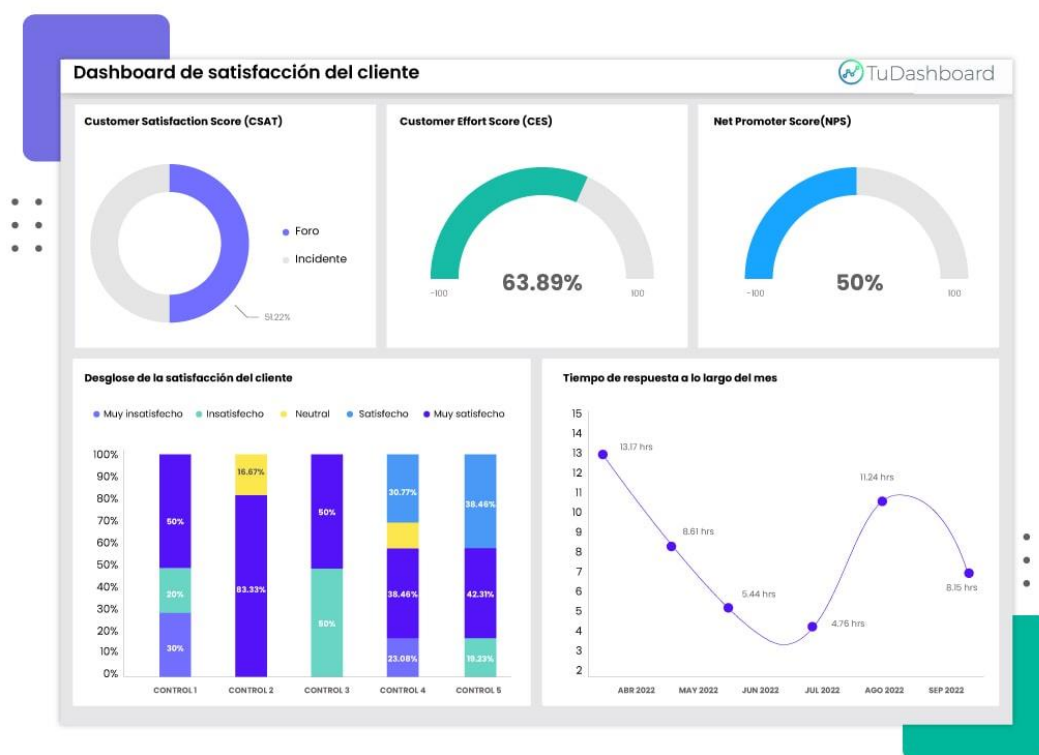 Dashboard de satisfacción del cliente
TuDashboard
Customer Satisfaction Score (CSAT)
Foro
Incidente
51.22%
Customer Effort Score (CES)
63.89%
-100
100
Net Promoter Score(NPS)
50%
-100
100
Desglose de la satisfacción del cliente
Muy insatisfecho Insatisfecho Neutral Satisfecho Muy satisfecho
100%
90%
80%
70%
60%
50%
40%
30%
20%
10%
0%
50%
20%
30%
16.67%
83.33%
50%
50%
30.77%
38.46%
23.08%
38.46%
42.31%
19.23%
CONTROL 1 CONTROL 2 CONTROL 3 CONTROL 4 CONTROL 5
Tiempo de respuesta a lo largo del mes
15
14
13
12
11
10
9
8
7
6
5
4
3
2
13.17 hrs
8.61 hrs
5.44 hrs
4.76 hrs
11.24 hrs
8.15 hrs
ABR 2022 MAY 2022 JUN 2022 JUL 2022 AGO 2022 SEP 2022